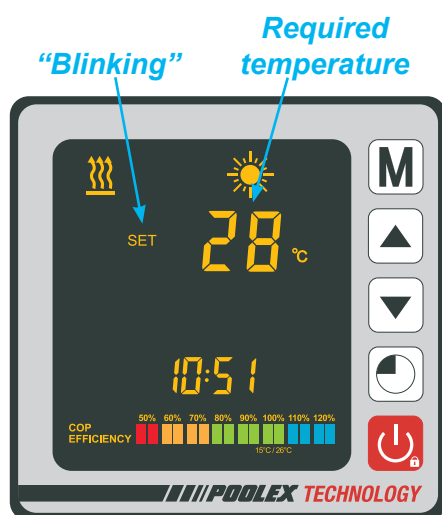 Required
"Blinking" temperature
M
28 °C
SET
10:51
50% 60% 70% 80% 90% 100% 110% 120%
COP
EFFICIENCY
15°C / 26°C
POOLEX TECHNOLOGY